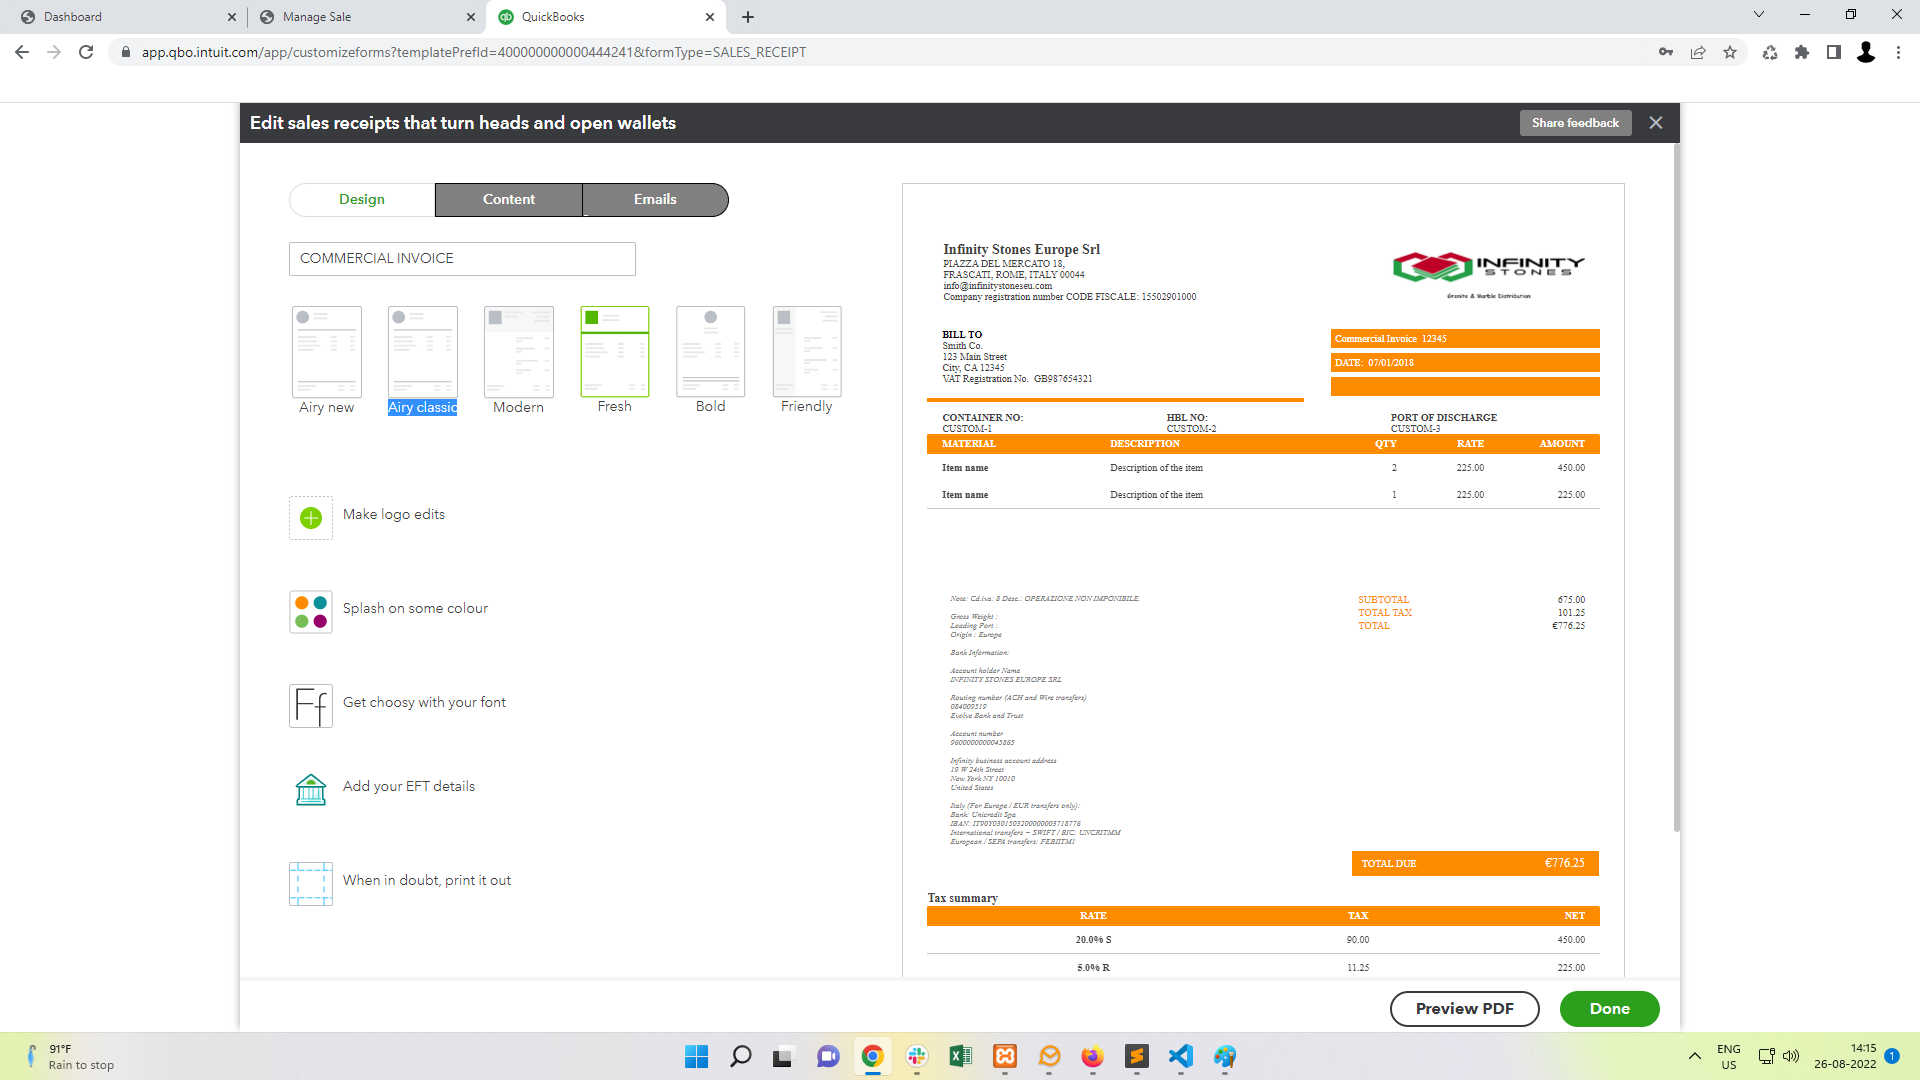 Dashboard
Manage Sale
QuickBooks
app.qbo.intuit.com/app/customizeforms?templatePrefId=400000000000444241&formType=SALES_RECEIPT
Edit sales receipts that turn heads and open wallets
Share feedback
Design
Content
Emails
COMMERCIAL INVOICE
Airy new
Airy classic
Modern
Fresh
Bold
Friendly
Make logo edits
Splash on some colour
Ff
Get choosy with your font
Add your EFT details
When in doubt, print it out
Infinity Stones Europe Srl
PIAZZA DEL MERCATO 18,
FRASCATI, ROME, ITALY 00044
info@infinitystoneseu.com
Company registration number CODE FISCALE: 15502901000
INFINITY
STONES
Granite & Marble Distribution
BILL TO
Smith Co.
123 Main Street
City, CA 12345
VAT Registration No. GB987654321
Commercial Invoice 12345
DATE: 07/01/2018
CONTAINER NO: HBL NO: PORT OF DISCHARGE
CUSTOM-1 CUSTOM-2 CUSTOM-3
MATERIAL DESCRIPTION QTY RATE AMOUNT
Item name Description of the item 2 225.00 450.00
Item name Description of the item 1 225.00 225.00
Note: Cd.iva: 8 Desc.: OPERAZIONE NON IMPONIBILE.
Gross Weight :
Loading Port :
Origin : Europe
Bank Information:
Account holder Name
INFINITY STONES EUROPE SRL
Routing number (ACH and Wire transfers)
084009519
Evolve Bank and Trust
Account number
9600000000045865
Infinity business account address
19 W 24th Street
New York NY 10010
United States
Italy (For Europe / EUR transfers only):
Bank: Unicredit Spa
IBAN: IT90Y0301503200000003718776
International transfers – SWIFT / BIC: UNCRITMM
European / SEPA transfers: FEBIITM1
SUBTOTAL 675.00
TOTAL TAX 101.25
TOTAL €776.25
TOTAL DUE €776.25
Tax summary
RATE TAX NET
20.0% S 90.00 450.00
5.0% R 11.25 225.00
Preview PDF
Done
91°F
Rain to stop
ENG
US
14:15
26-08-2022
1